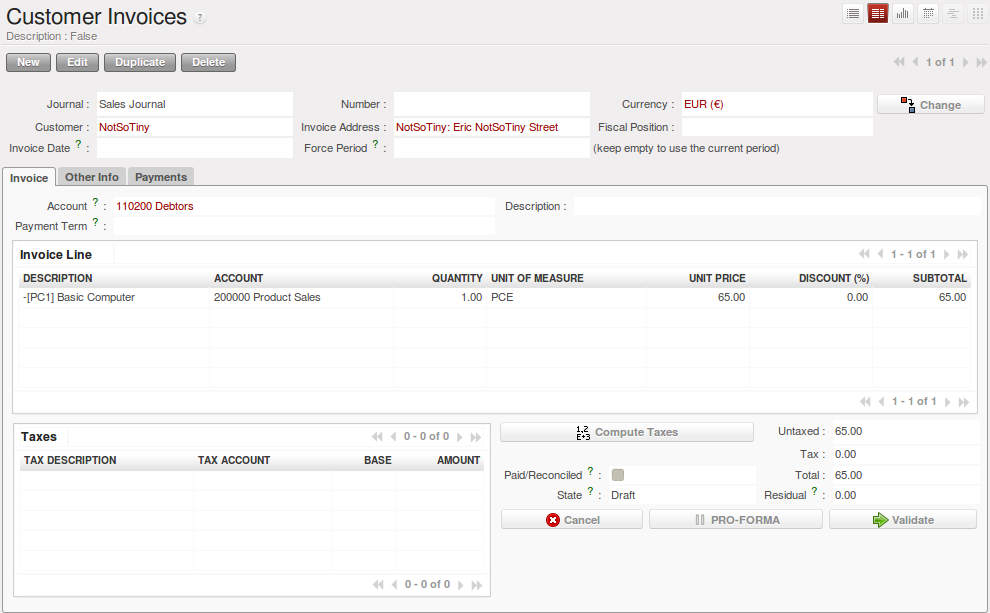 Customer Invoices ?
Description : False
New Edit Duplicate Delete 1 of 1
Journal : Sales Journal Number : Currency : EUR (€) Change
Customer : NotSoTiny Invoice Address : NotSoTiny: Eric NotSoTiny Street Fiscal Position :
Invoice Date ? : Force Period ? : (keep empty to use the current period)
Invoice Other Info Payments
Account ? : 110200 Debtors Description :
Payment Term ? :
Invoice Line 1 - 1 of 1
DESCRIPTION ACCOUNT QUANTITY UNIT OF MEASURE UNIT PRICE DISCOUNT (%) SUBTOTAL
-[PC1] Basic Computer 200000 Product Sales 1.00 PCE 65.00 0.00 65.00
1 - 1 of 1
Taxes 0 - 0 of 0
TAX DESCRIPTION TAX ACCOUNT BASE AMOUNT
0 - 0 of 0
1,2 E+3 Compute Taxes Untaxed : 65.00
Tax : 0.00
Paid/Reconciled ? : Total : 65.00
State ? : Draft Residual ? : 0.00
Cancel PRO-FORMA Validate